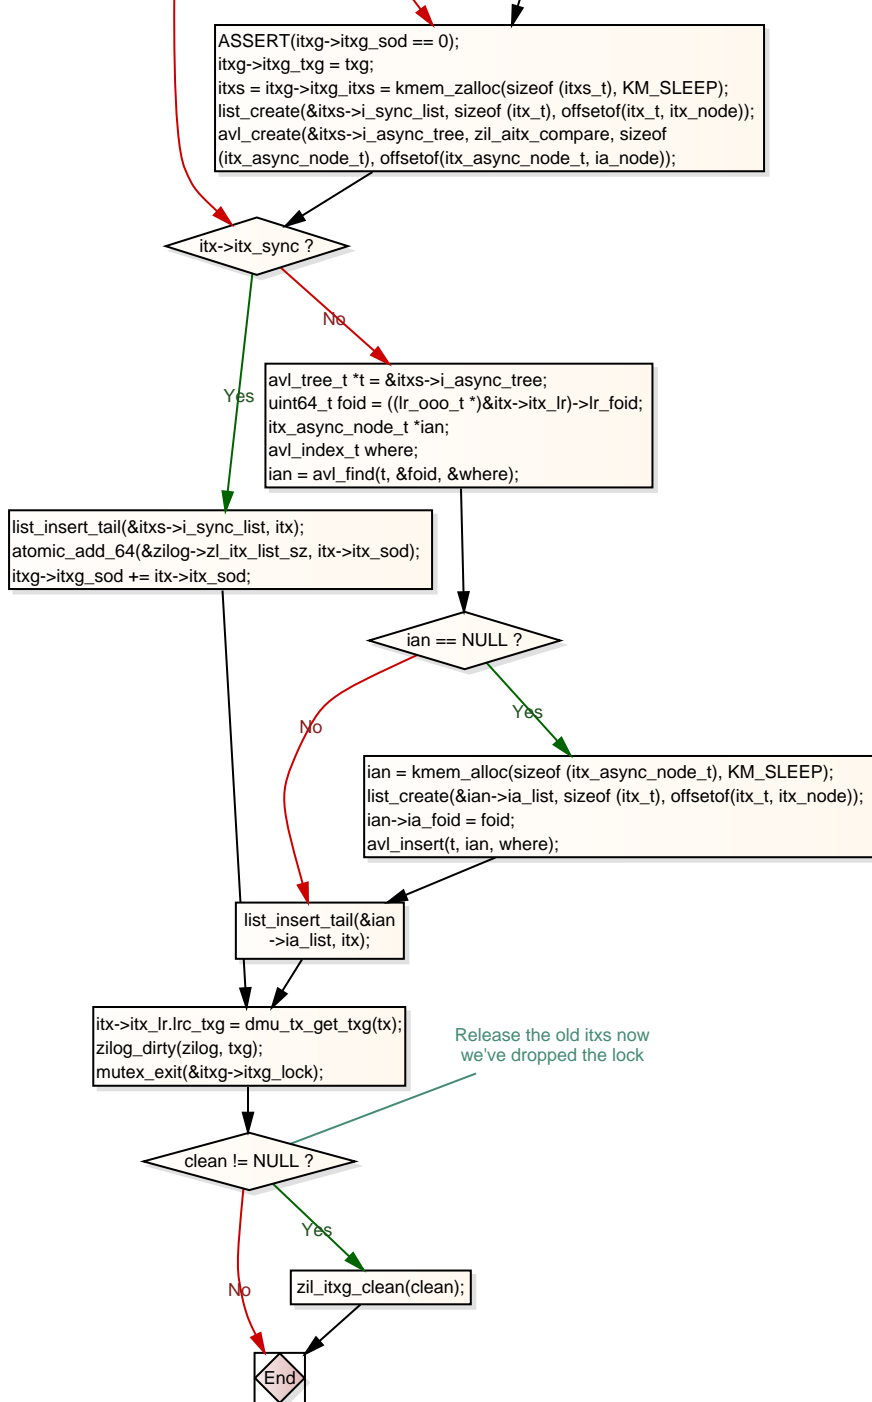 ASSERT(itxg->itxg_sod == 0);
itxg->itxg_txg = txg;
itxs = itxg->itxg_itxs = kmem_zalloc(sizeof (itxs_t), KM_SLEEP);
list_create(&itxs->i_sync_list, sizeof (itx_t), offsetof(itx_t, itx_node));
avl_create(&itxs->i_async_tree, zil_aitx_compare, sizeof
(itx_async_node_t), offsetof(itx_async_node_t, ia_node));
itx->itx_sync ?
No
Yes
avl_tree_t *t = &itxs->i_async_tree;
uint64_t foid = ((lr_ooo_t *)&itx->itx_lr)->lr_foid;
itx_async_node_t *ian;
avl_index_t where;
ian = avl_find(t, &foid, &where);
list_insert_tail(&itxs->i_sync_list, itx);
atomic_add_64(&zilog->zl_itx_list_sz, itx->itx_sod);
itxg->itxg_sod += itx->itx_sod;
ian == NULL ?
No
Yes
ian = kmem_alloc(sizeof (itx_async_node_t), KM_SLEEP);
list_create(&ian->ia_list, sizeof (itx_t), offsetof(itx_t, itx_node));
ian->ia_foid = foid;
avl_insert(t, ian, where);
list_insert_tail(&ian
->ia_list, itx);
itx->itx_lr.lrc_txg = dmu_tx_get_txg(tx);
zilog_dirty(zilog, txg);
mutex_exit(&itxg->itxg_lock);
Release the old itxs now
we've dropped the lock
clean != NULL ?
Yes
No
zil_itxg_clean(clean);
End